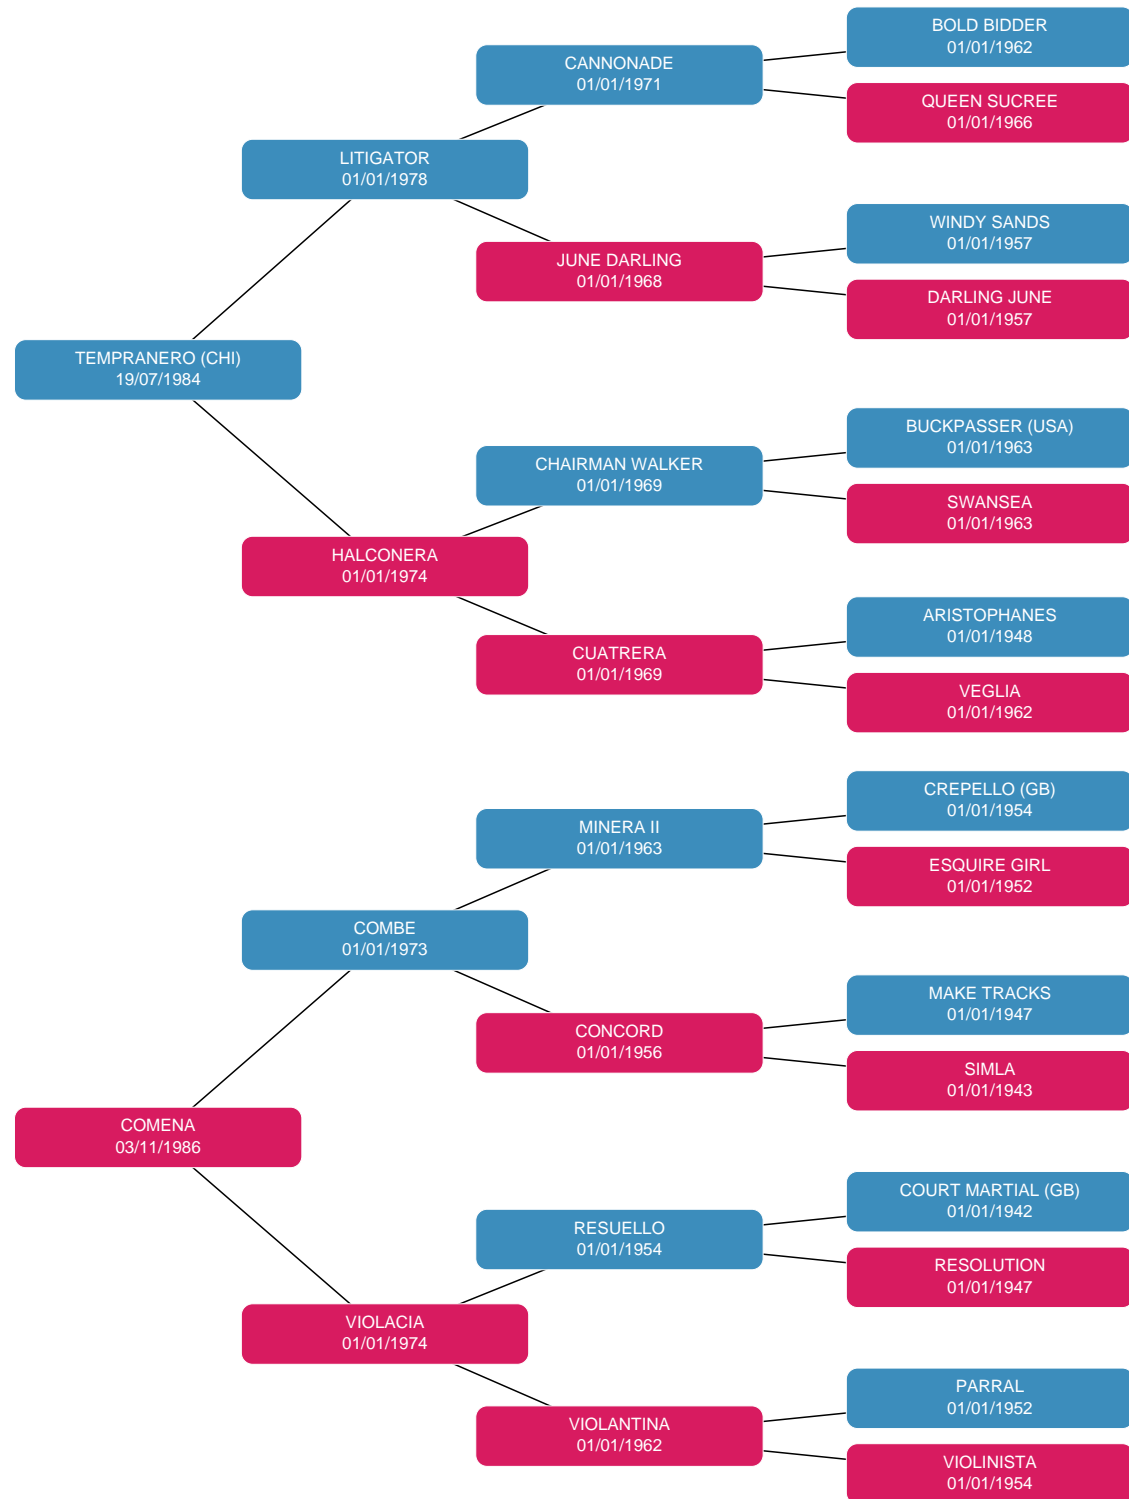 BOLD BIDDER
01/01/1962
CANNONADE
01/01/1971
QUEEN SUCREE
01/01/1966
LITIGATOR
01/01/1978
WINDY SANDS
01/01/1957
JUNE DARLING
01/01/1968
DARLING JUNE
01/01/1957
TEMPRANERO (CHI)
19/07/1984
BUCKPASSER (USA)
01/01/1963
CHAIRMAN WALKER
01/01/1969
SWANSEA
01/01/1963
HALCONERA
01/01/1974
ARISTOPHANES
01/01/1948
CUATRERA
01/01/1969
VEGLIA
01/01/1962
CREPELLO (GB)
01/01/1954
MINERA II
01/01/1963
ESQUIRE GIRL
01/01/1952
COMBE
01/01/1973
MAKE TRACKS
01/01/1947
CONCORD
01/01/1956
SIMLA
01/01/1943
COMENA
03/11/1986
COURT MARTIAL (GB)
01/01/1942
RESUELLO
01/01/1954
RESOLUTION
01/01/1947
VIOLACIA
01/01/1974
PARRAL
01/01/1952
VIOLANTINA
01/01/1962
VIOLINISTA
01/01/1954